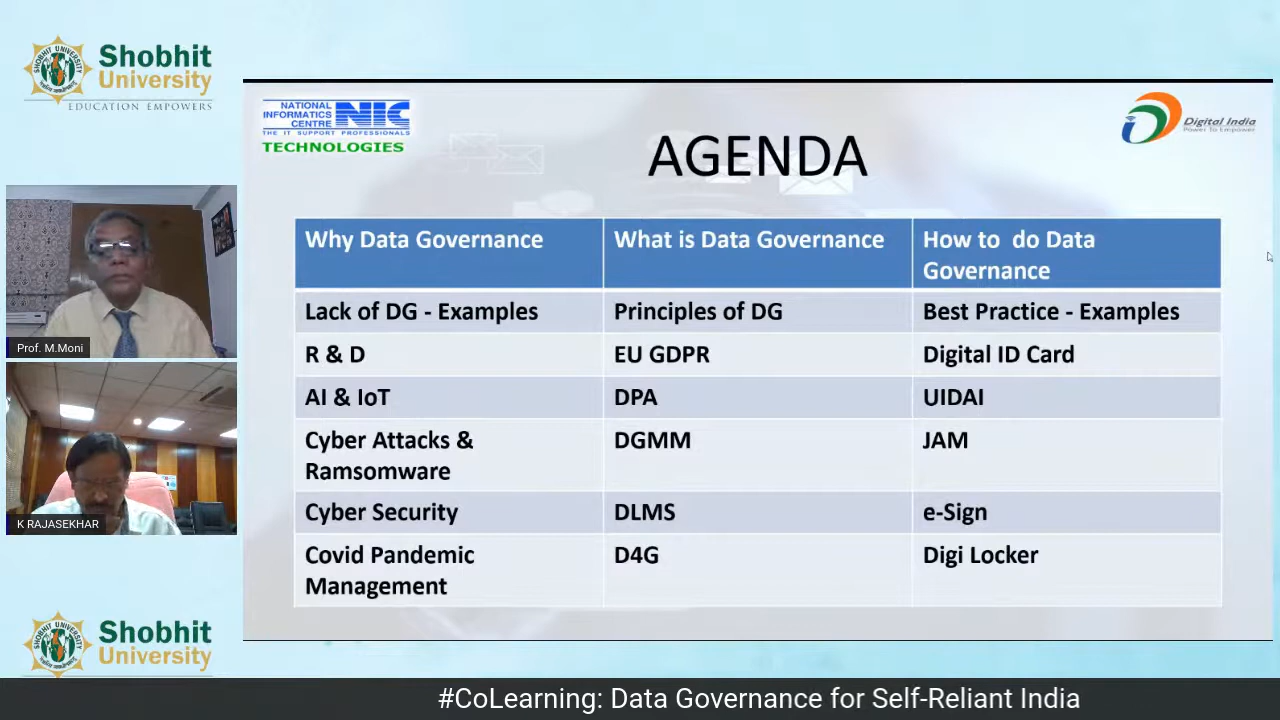 Shobhit
University
EDUCATION EMPOWERS
NATIONAL
INFORMATICS
CENTRE
NIC
THE IT SUPPORT PROFESSIONALS
TECHNOLOGIES
Digital India
Power To Empower
AGENDA
Why Data Governance
What is Data Governance
How to do Data
Governance
Lack of DG - Examples
Principles of DG
Best Practice - Examples
R & D
EU GDPR
Digital ID Card
AI & IoT
DPA
UIDAI
Cyber Attacks &
Ramsomware
DGMM
JAM
Cyber Security
DLMS
e-Sign
Covid Pandemic
Management
D4G
Digi Locker
Prof. M.Moni
K RAJASEKHAR
Shobhit
University
#CoLearning: Data Governance for Self-Reliant India